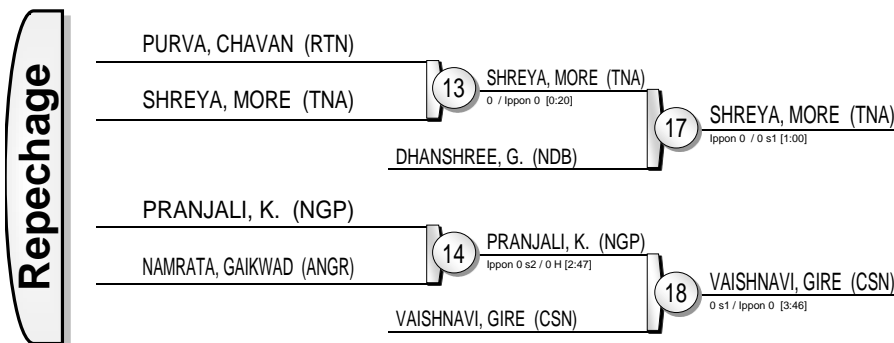 Repechage
PURVA, CHAVAN (RTN)
SHREYA, MORE (TNA)
13
SHREYA, MORE (TNA)
0 / Ippon 0 [0:20]
DHANSHREE, G. (NDB)
17
SHREYA, MORE (TNA)
Ippon 0 / 0 s1 [1:00]
PRANJALI, K. (NGP)
NAMRATA, GAIKWAD (ANGR)
14
PRANJALI, K. (NGP)
Ippon 0 s2 / 0 H [2:47]
VAISHNAVI, GIRE (CSN)
18
VAISHNAVI, GIRE (CSN)
0 s1 / Ippon 0 [3:46]